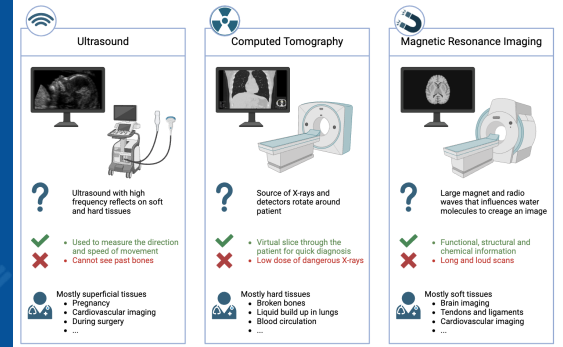 Ultrasound
Ultrasound with high
frequency reflects on soft
and hard tissues
• Used to measure the direction
and speed of movement
• Cannot see past bones
Mostly superficial tissues
• Pregnancy
• Cardiovascular imaging
• During surgery
• ...
Computed Tomography
Source of X-rays and
detectors rotate around
patient
• Virtual slice through the
patient for quick diagnosis
• Low dose of dangerous X-rays
Mostly hard tissues
• Broken bones
• Liquid build up in lungs
• Blood circulation
• ...
Magnetic Resonance Imaging
Large magnet and radio
waves that influences water
molecules to creage an image
• Functional, structural and
chemical information
• Long and loud scans
Mostly soft tissues
• Brain imaging
• Tendons and ligaments
• Cardiovascular imaging
• ...